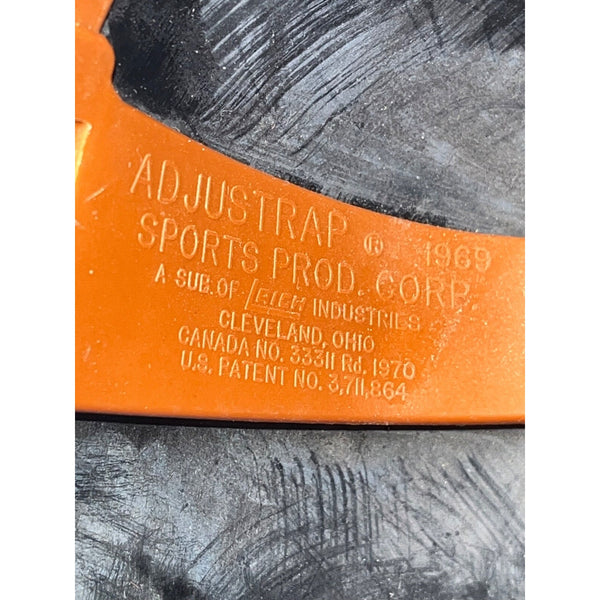 ADJUSTRAP ® 1969
SPORTS PROD. CORP.
A SUB. OF INDUSTRIES
CLEVELAND, OHIO
CANADA NO. 33311 Rd. 1970
U.S. PATENT NO. 3,711,864